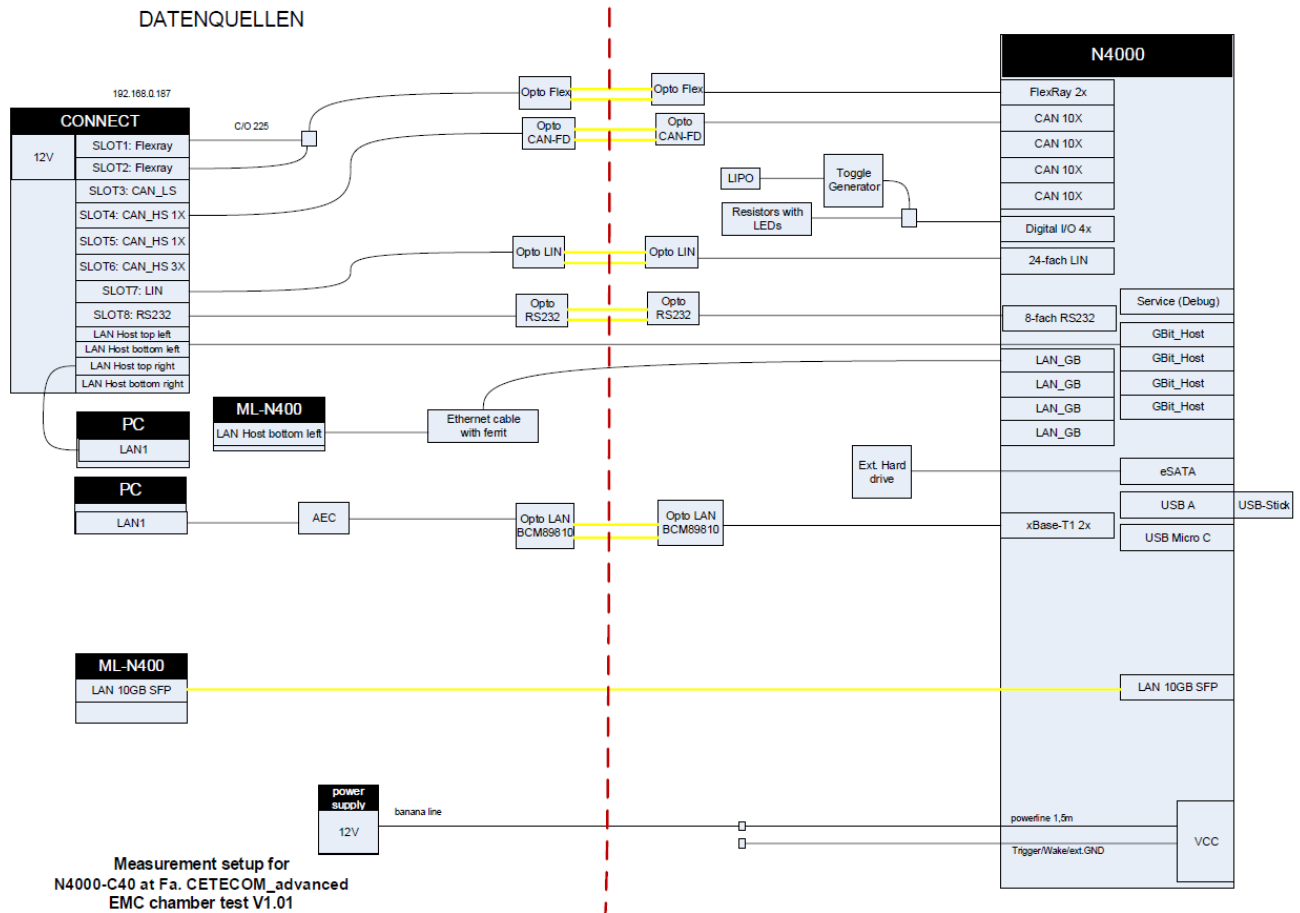 DATENQUELLEN
192.168.0.187
CONNECT
12V
SLOT1: Flexray
SLOT2: Flexray
SLOT3: CAN_LS
SLOT4: CAN_HS 1X
SLOT5: CAN_HS 1X
SLOT6: CAN_HS 3X
SLOT7: LIN
SLOT8: RS232
LAN Host top left
LAN Host bottom left
LAN Host top right
LAN Host bottom right
C/O 225
Opto Flex
Opto Flex
Opto
CAN-FD
Opto
CAN-FD
LIPO
Toggle
Generator
Resistors with
LEDs
Opto LIN
Opto LIN
Opto
RS232
Opto
RS232
N4000
FlexRay 2x
CAN 10X
CAN 10X
CAN 10X
CAN 10X
Digital I/O 4x
24-fach LIN
Service (Debug)
8-fach RS232
GBit_Host
GBit_Host
GBit_Host
GBit_Host
LAN_GB
LAN_GB
LAN_GB
LAN_GB
PC
LAN1
ML-N400
LAN Host bottom left
Ethernet cable
with ferrit
Ext. Hard
drive
eSATA
USB A
USB-Stick
USB Micro C
xBase-T1 2x
PC
LAN1
AEC
Opto LAN
BCM89810
Opto LAN
BCM89810
ML-N400
LAN 10GB SFP
LAN 10GB SFP
power
supply
12V
banana line
powerline 1,5m
Trigger/Wake/ext.GND
VCC
Measurement setup for
N4000-C40 at Fa. CETECOM_advanced
EMC chamber test V1.01